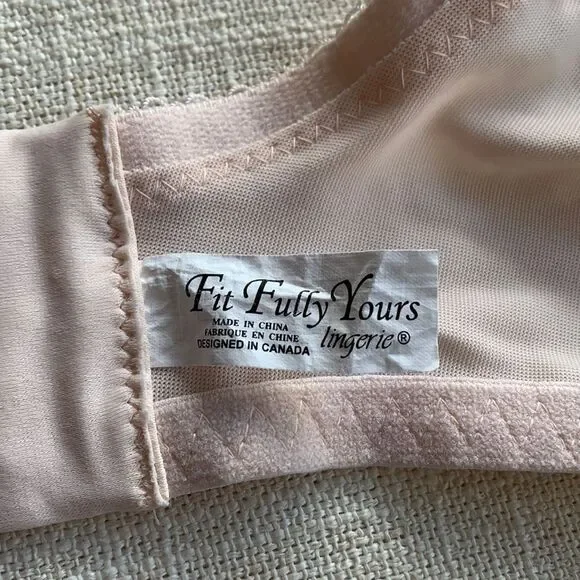 Fit Fully Yours
lingerie®
MADE IN CHINA
FABRIQUE EN CHINE
DESIGNED IN CANADA